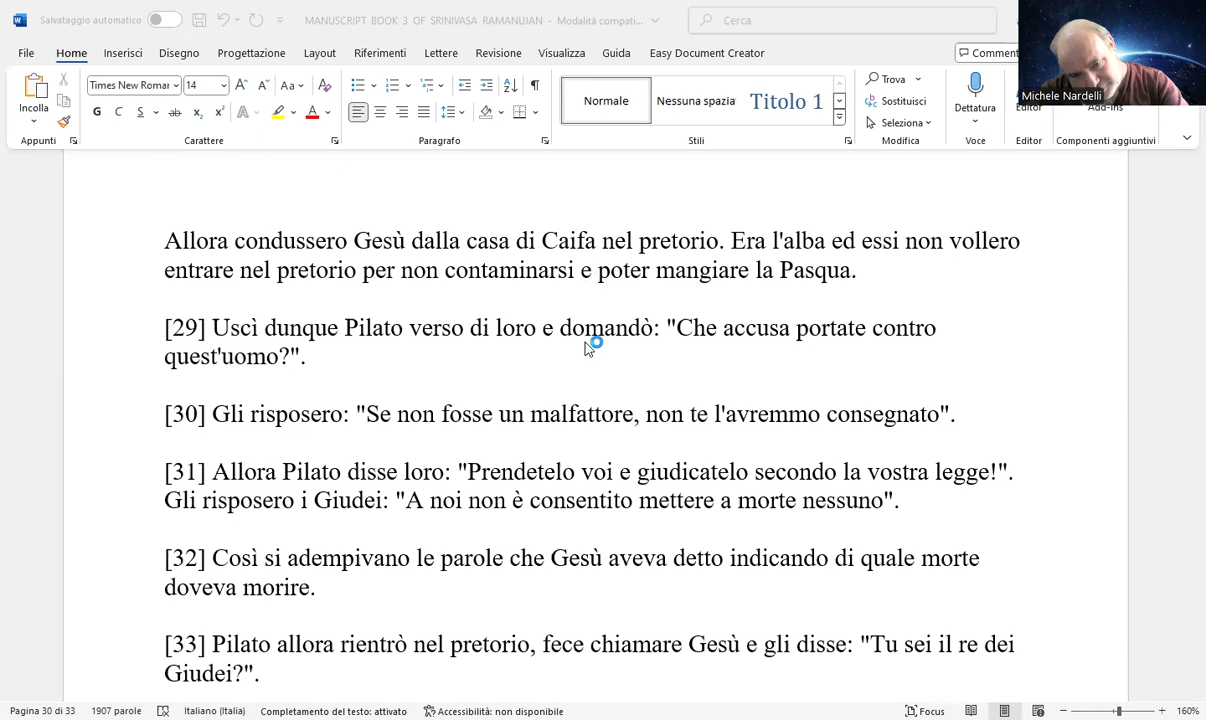 Salvataggio automatico
MANUSCRIPT BOOK 3 OF SRINIVASA RAMANUJAN - Modalità compati...
Cerca
File Home Inserisci Disegno Progettazione Layout Riferimenti Lettere Revisione Visualizza Guida Easy Document Creator Comment
Incolla
Times New Roman 14
G C S ab x₂ x² A A
Normale Nessuna spazia Titolo 1
Trova
Sostituisci
Seleziona
Dettatura
Editor
Add-ins
Michele Nardelli
Appunti Carattere Paragrafo Stili Modifica Voce Editor Componenti aggiuntivi
Allora condussero Gesù dalla casa di Caifa nel pretorio. Era l'alba ed essi non vollero
entrare nel pretorio per non contaminarsi e poter mangiare la Pasqua.
[29] Uscì dunque Pilato verso di loro e domandò: "Che accusa portate contro
quest'uomo?".
[30] Gli risposero: "Se non fosse un malfattore, non te l'avremmo consegnato".
[31] Allora Pilato disse loro: "Prendetelo voi e giudicatelo secondo la vostra legge!".
Gli risposero i Giudei: "A noi non è consentito mettere a morte nessuno".
[32] Così si adempivano le parole che Gesù aveva detto indicando di quale morte
doveva morire.
[33] Pilato allora rientrò nel pretorio, fece chiamare Gesù e gli disse: "Tu sei il re dei
Giudei?".
Pagina 30 di 33 1907 parole Italiano (Italia) Completamento del testo: attivato Accessibilità: non disponibile Focus 160%